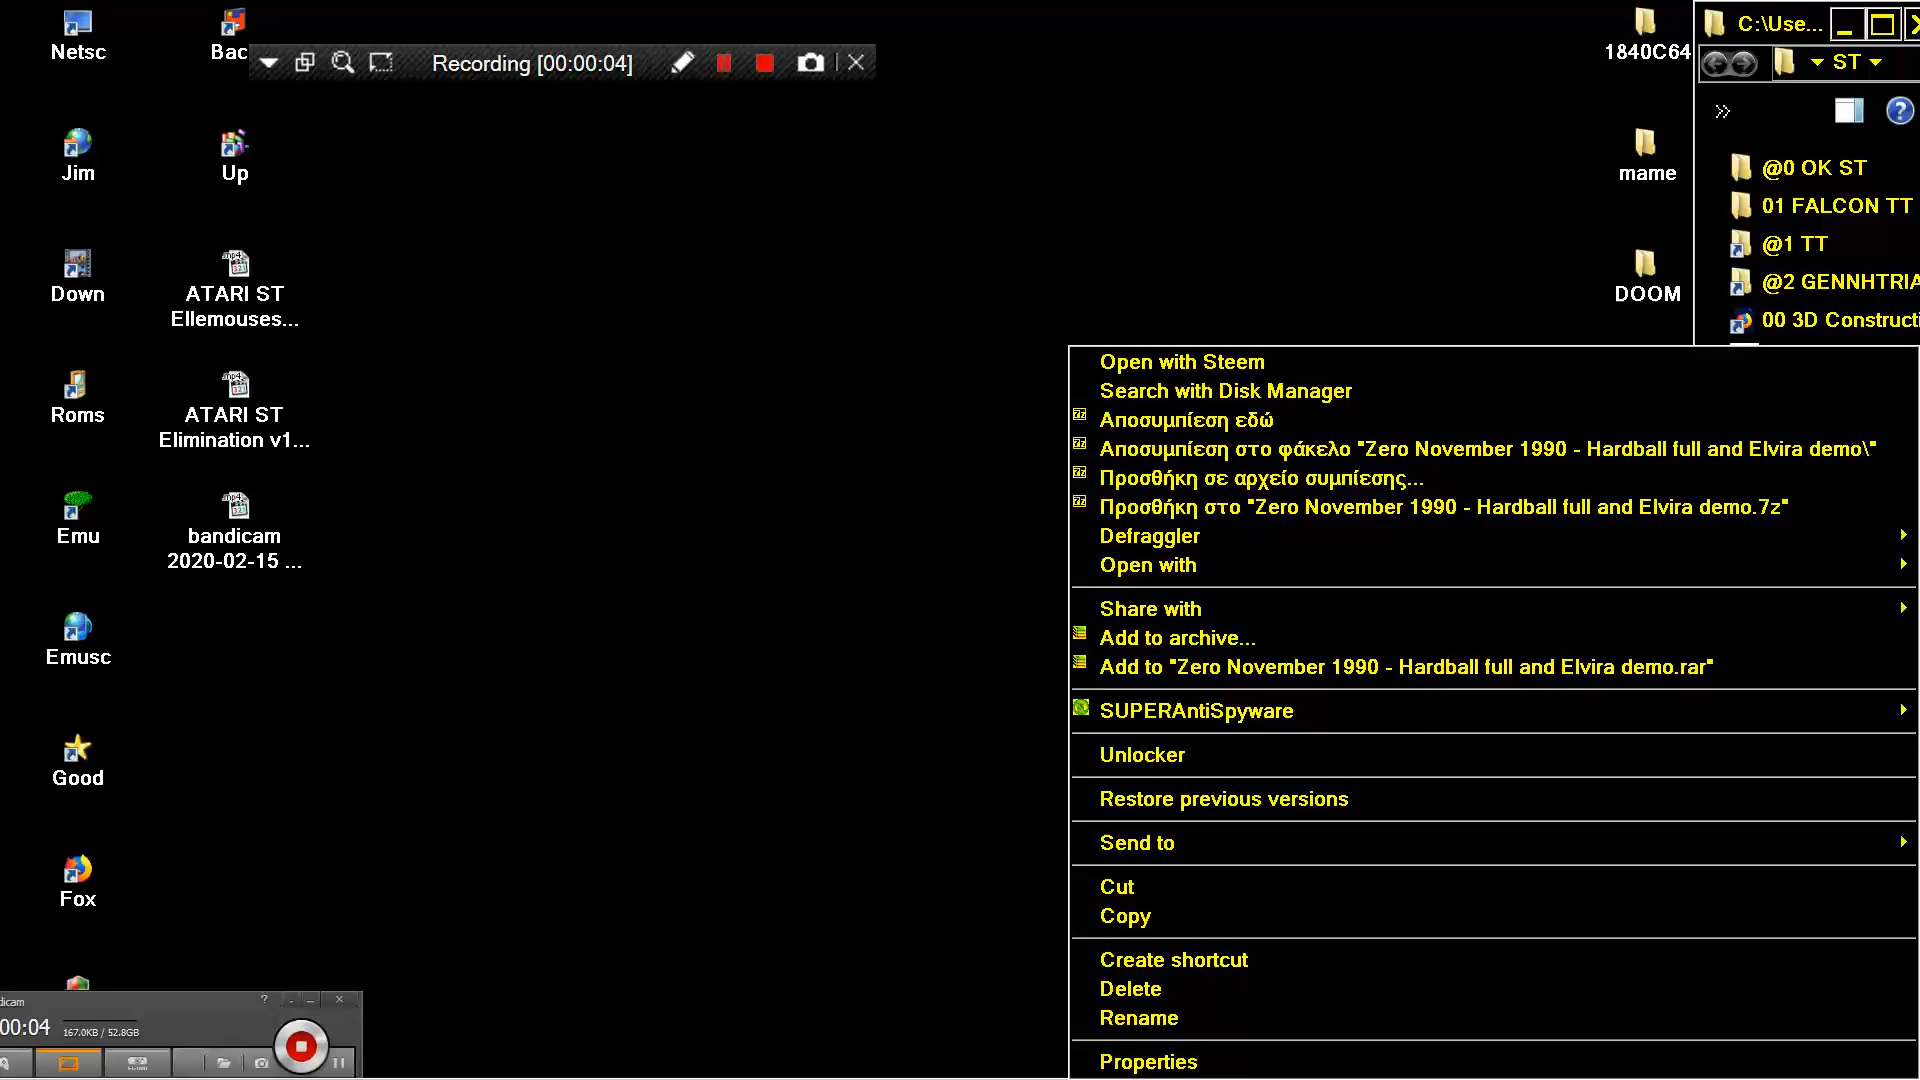 Netsc
Bac
Recording [00:00:04]
1840C64
C:\Use...
ST
Jim
Up
mame
@0 OK ST
01 FALCON TT
@1 TT
@2 GENNHTRIA
00 3D Constructi
Down
ATARI ST
Ellemouses...
DOOM
Roms
ATARI ST
Elimination v1...
Emu
bandicam
2020-02-15 ...
Emusc
Good
Fox
Open with Steem
Search with Disk Manager
Αποσυμπίεση εδώ
Αποσυμπίεση στο φάκελο "Zero November 1990 - Hardball full and Elvira demo\"
Προσθήκη σε αρχείο συμπίεσης...
Προσθήκη στο "Zero November 1990 - Hardball full and Elvira demo.7z"
Defraggler
Open with
Share with
Add to archive...
Add to "Zero November 1990 - Hardball full and Elvira demo.rar"
SUPERAntiSpyware
Unlocker
Restore previous versions
Send to
Cut
Copy
Create shortcut
Delete
Rename
Properties
dicam
00:04
167.0KB / 52.8GB